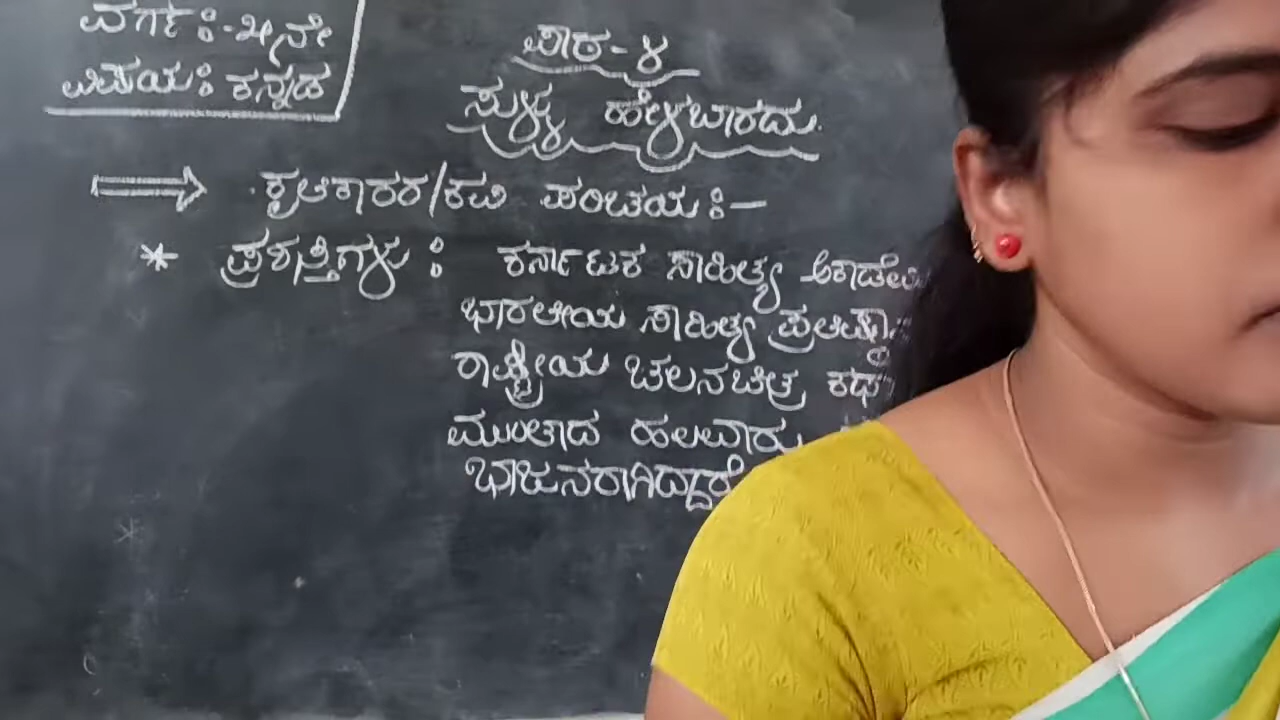 ವರ್ಗ :- ೫ನೇ
ವಿಷಯ : ಕನ್ನಡ
ಪಾಠ - ೪
ಸುಳ್ಳು ಹೇಳಬಾರದು.
⇒ ಕೃತಿಕಾರರ/ಕವಿ ಪರಿಚಯ :-
* ಪ್ರಶಸ್ತಿಗಳು : ಕರ್ನಾಟಕ ಸಾಹಿತ್ಯ
ಭಾರತೀಯ ಸಾಹಿತ್ಯ
ರಾಷ್ಟ್ರೀಯ ಚಲನಚಿತ್ರ
ಮುಂತಾದ ಹಲವಾರು
ಭಾಜನರಾಗಿದ್ದಾರೆ